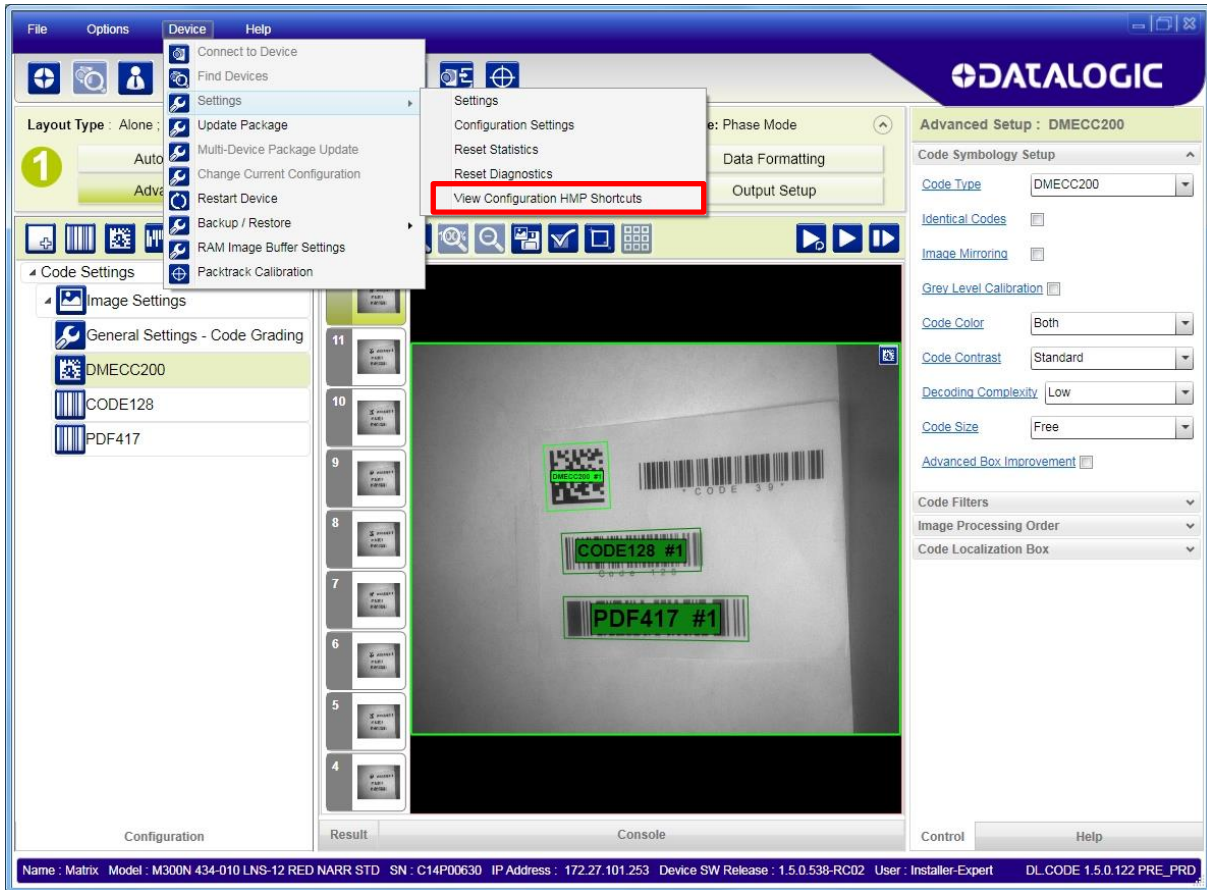 File Options Device Help
DATALOGIC
Connect to Device
Find Devices
Settings
Update Package
Multi-Device Package Update
Change Current Configuration
Restart Device
Backup / Restore
RAM Image Buffer Settings
Packtrack Calibration
Settings
Configuration Settings
Reset Statistics
Reset Diagnostics
View Configuration HMP Shortcuts
Layout Type : Alone ;
e: Phase Mode
1
Auto
Data Formatting
Adva
Output Setup
100%
Code Settings
Image Settings
General Settings - Code Grading
DMECC200
CODE128
PDF417
11
10
9
8
7
6
5
4
DMECC200 #1
* CODE 39 *
CODE128 #1
Code 128
PDF417 #1
Advanced Setup : DMECC200
Code Symbology Setup
Code Type DMECC200
Identical Codes
Image Mirroring
Grey Level Calibration
Code Color Both
Code Contrast Standard
Decoding Complexity Low
Code Size Free
Advanced Box Improvement
Code Filters
Image Processing Order
Code Localization Box
Configuration Result Console Control Help
Name : Matrix Model : M300N 434-010 LNS-12 RED NARR STD SN : C14P00630 IP Address : 172.27.101.253 Device SW Release : 1.5.0.538-RC02 User : Installer-Expert DL.CODE 1.5.0.122 PRE_PRD